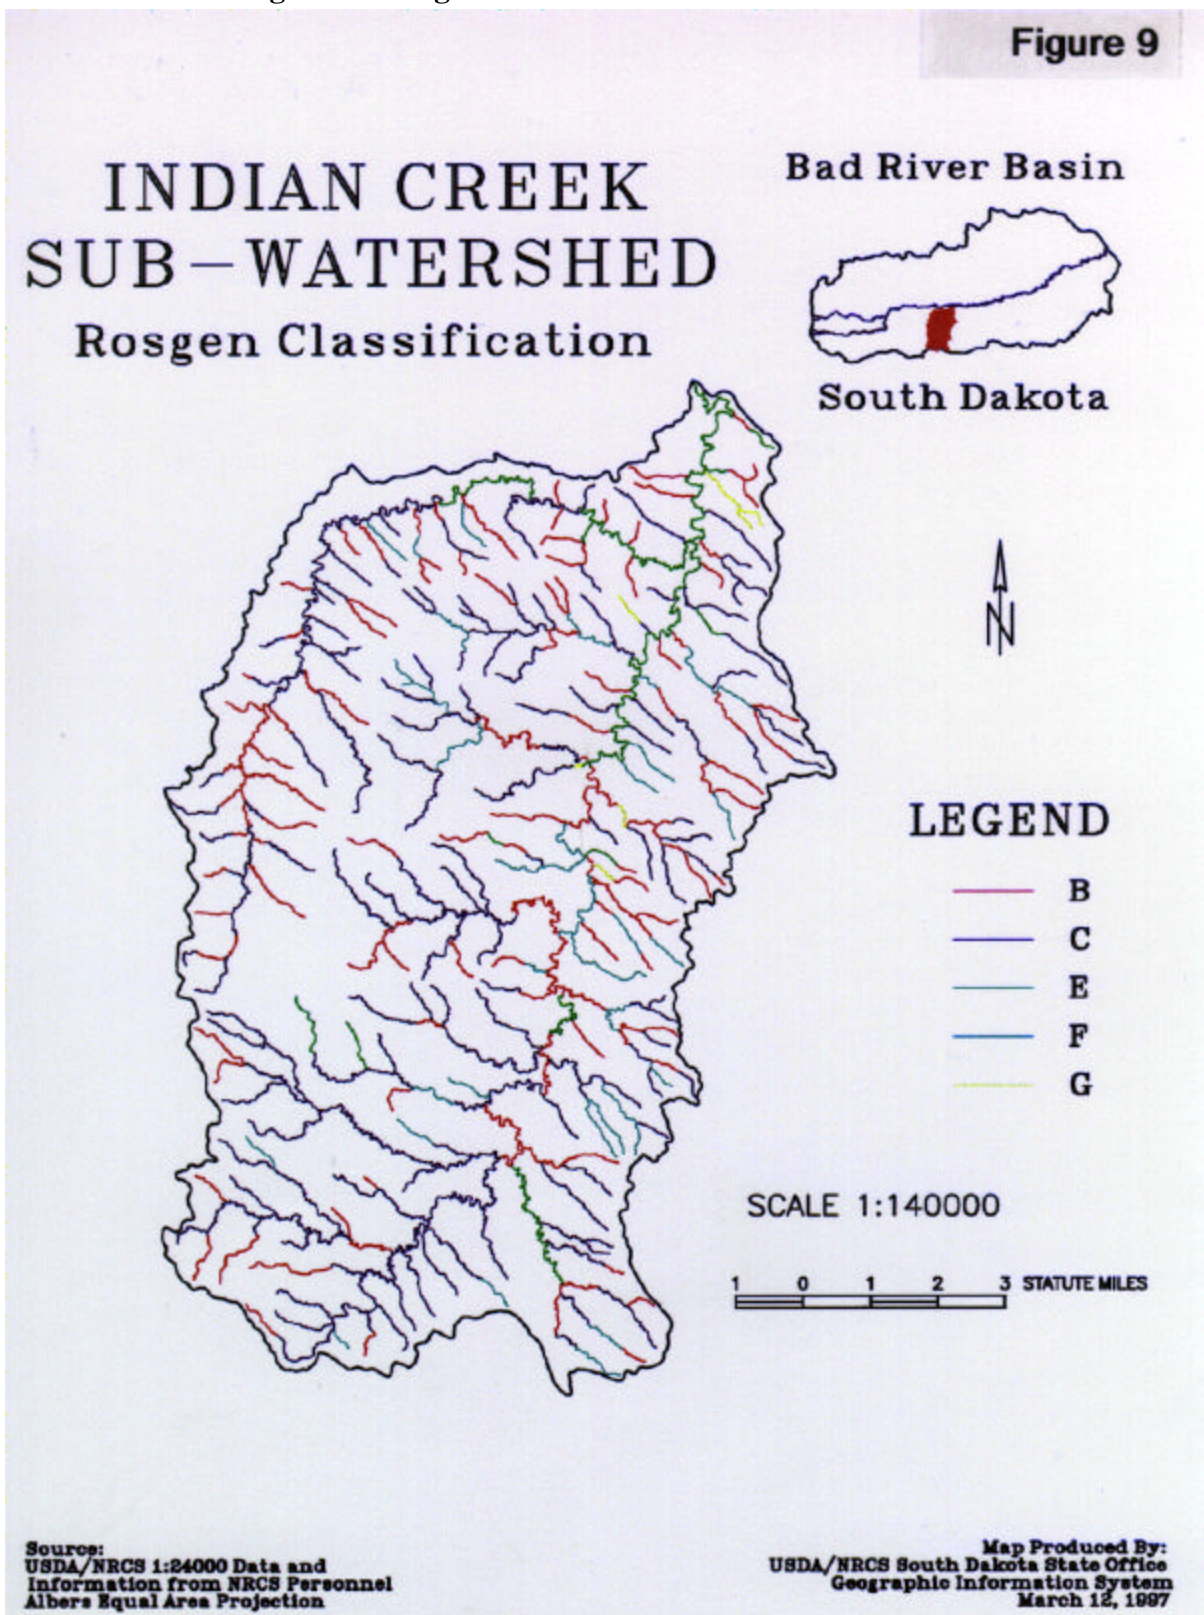 Figure 9
INDIAN CREEK
SUB-WATERSHED
Rosgen Classification
Bad River Basin
South Dakota
N
LEGEND
B
C
E
F
G
SCALE 1:140000
1 0 1 2 3 STATUTE MILES
Source:
USDA/NRCS 1:24000 Data and
Information from NRCS Personnel
Albers Equal Area Projection
Map Produced By:
USDA/NRCS South Dakota State Office
Geographic Information System
March 12, 1997